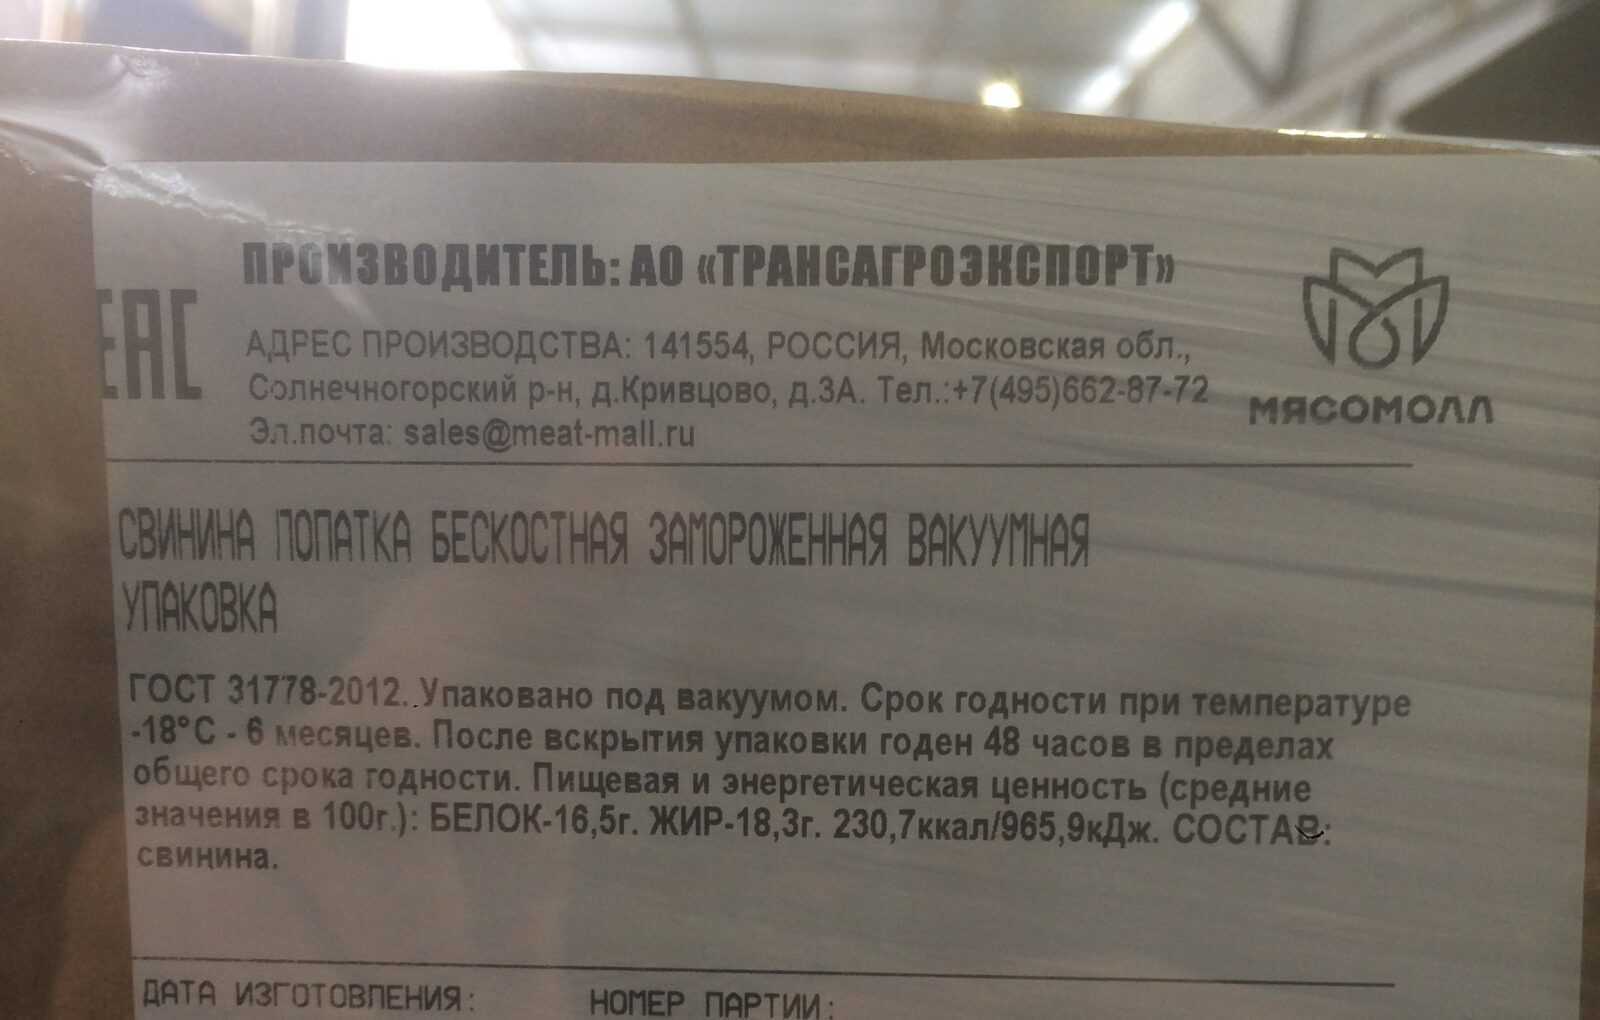 ПРОИЗВОДИТЕЛЬ: АО «ТРАНСАГРОЭКСПОРТ»
ЕАС
АДРЕС ПРОИЗВОДСТВА: 141554, РОССИЯ, Московская обл.,
Солнечногорский р-н, д.Кривцово, д.3А. Тел.:+7(495)662-87-72
Эл.почта: sales@meat-mall.ru
МЯСОМОЛЛ
СВИНИНА ЛОПАТКА БЕСКОСТНАЯ ЗАМОРОЖЕННАЯ ВАКУУМНАЯ
УПАКОВКА
ГОСТ 31778-2012. Упаковано под вакуумом. Срок годности при температуре
-18°С - 6 месяцев. После вскрытия упаковки годен 48 часов в пределах
общего срока годности. Пищевая и энергетическая ценность (средние
значения в 100г.): БЕЛОК-16,5г. ЖИР-18,3г. 230,7ккал/965,9кДж. СОСТАВ:
свинина.
ДАТА ИЗГОТОВЛЕНИЯ: НОМЕР ПАРТИИ: